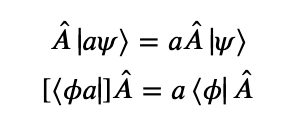 Â |aψ⟩ = aÂ |ψ⟩
[⟨ϕa|]Â = a ⟨ϕ| Â